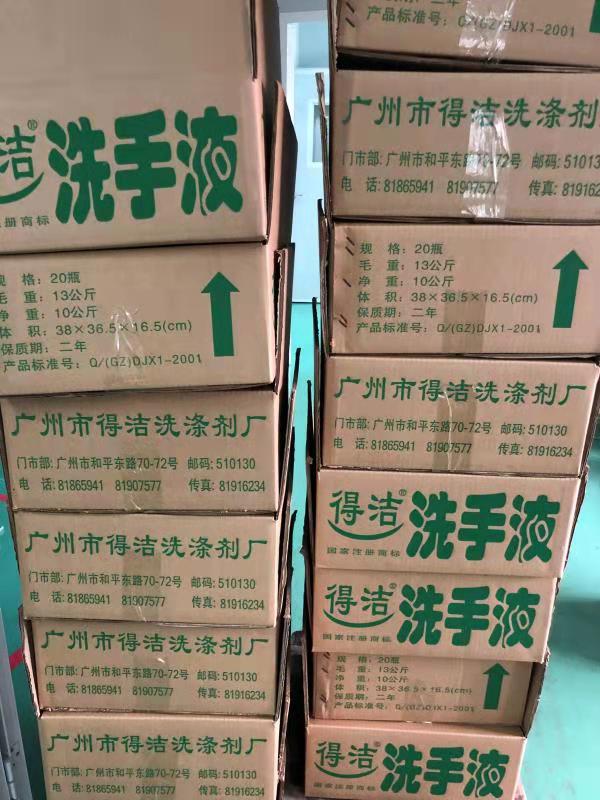 洁®
洗手液
注册商标
规 格: 20瓶
毛 重: 13公斤
净 重: 10公斤
体 积: 38×36.5×16.5(cm)
保质期: 二年
产品标准号: Q/(GZ)DJX1-2001
广州市得洁洗涤剂厂
门市部: 广州市和平东路70-72号 邮码: 510130
电 话: 81865941 81907577 传真: 81916234
广州市得洁洗涤剂厂
门市部: 广州市和平东路70-72号 邮码: 510130
电 话: 81865941 81907577 传真: 81916234
广州市得洁洗涤剂厂
门市部: 广州市和平东路70-72号 邮码: 510130
电 话: 81865941 81907577 传真: 81916234
广州市得洁洗涤剂厂
门市部: 广州市和平东路70-72号 邮码: 510130
电 话: 81865941 81907577 传真: 81916234
保质期: 二年
产品标准号: Q/(GZ)DJX1-2001
广州市得洁洗涤剂
门市部: 广州市和平东路70-72号 邮码: 510130
电 话: 81865941 81907577 传真: 8191623
规 格: 20瓶
毛 重: 13公斤
净 重: 10公斤
体 积: 38×36.5×16.5(cm)
保质期: 二年
产品标准号: Q/(GZ)DJX1-2001
广州市得洁洗涤剂厂
门市部: 广州市和平东路70-72号 邮码: 510130
电 话: 81865941 81907577 传真: 81916234
得洁® 洗手液
国家注册商标
得洁® 洗手液
国家注册商标
规 格: 20瓶
毛 重: 13公斤
净 重: 10公斤
体 积: 38×36.5×16.5(cm)
保质期: 二年
产品标准号: Q/(GZ)DJX1-2001
得洁® 洗手液